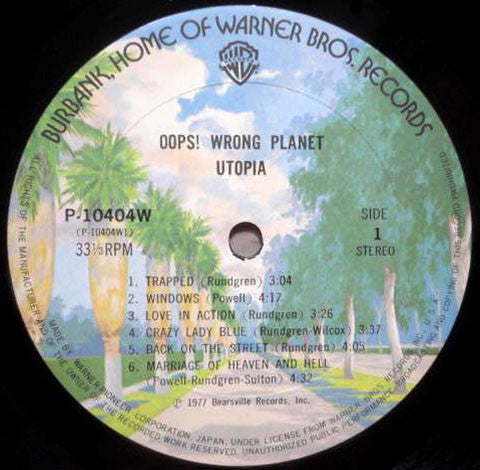 BURBANK, HOME OF WARNER BROS. RECORDS
OOPS! WRONG PLANET
UTOPIA
P-10404W
(P-10404W1)
33⅓RPM
SIDE
1
STEREO
1. TRAPPED (Rundgren) 3:04
2. WINDOWS (Powell) 4:17
3. LOVE IN ACTION (Rundgren) 3:26
4. CRAZY LADY BLUE (Rundgren-Wilcox) 3:37
5. BACK ON THE STREET (Rundgren) 4:05
6. MARRIAGE OF HEAVEN AND HELL
(Powell-Rundgren-Sulton) 4:32
Ⓟ 1977 Bearsville Records, Inc.
MADE BY WARNER-PIONEER CORPORATION, JAPAN, UNDER LICENSE FROM WARNER BROS RECORDS INC. U.S.A.
ALL RIGHTS OF THE MANUFACTURER AND OF THE OWNER OF THE RECORDED WORK RESERVED. UNAUTHORIZED PUBLIC PERFORMANCE, BROADCASTING AND COPYING OF THIS RECORD PROHIBITED